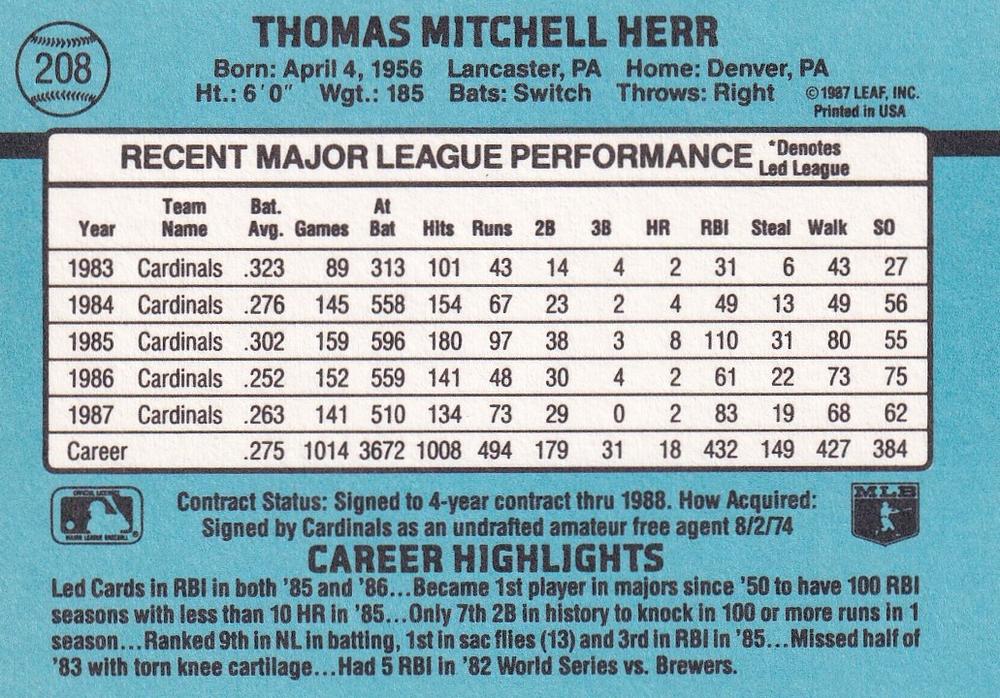 208
THOMAS MITCHELL HERR
Born: April 4, 1956 Lancaster, PA Home: Denver, PA
Ht.: 6'0" Wgt.: 185 Bats: Switch Throws: Right ©1987 LEAF, INC.
Printed in USA
RECENT MAJOR LEAGUE PERFORMANCE *Denotes Led League
Year Team Name Bat. Avg. Games At Bat Hits Runs 2B 3B HR RBI Steal Walk SO
1983 Cardinals .323 89 313 101 43 14 4 2 31 6 43 27
1984 Cardinals .276 145 558 154 67 23 2 4 49 13 49 56
1985 Cardinals .302 159 596 180 97 38 3 8 110 31 80 55
1986 Cardinals .252 152 559 141 48 30 4 2 61 22 73 75
1987 Cardinals .263 141 510 134 73 29 0 2 83 19 68 62
Career .275 1014 3672 1008 494 179 31 18 432 149 427 384
Contract Status: Signed to 4-year contract thru 1988. How Acquired:
Signed by Cardinals as an undrafted amateur free agent 8/2/74
MLB
CAREER HIGHLIGHTS
Led Cards in RBI in both '85 and '86...Became 1st player in majors since '50 to have 100 RBI
seasons with less than 10 HR in '85...Only 7th 2B in history to knock in 100 or more runs in 1
season...Ranked 9th in NL in batting, 1st in sac flies (13) and 3rd in RBI in '85...Missed half of
'83 with torn knee cartilage...Had 5 RBI in '82 World Series vs. Brewers.